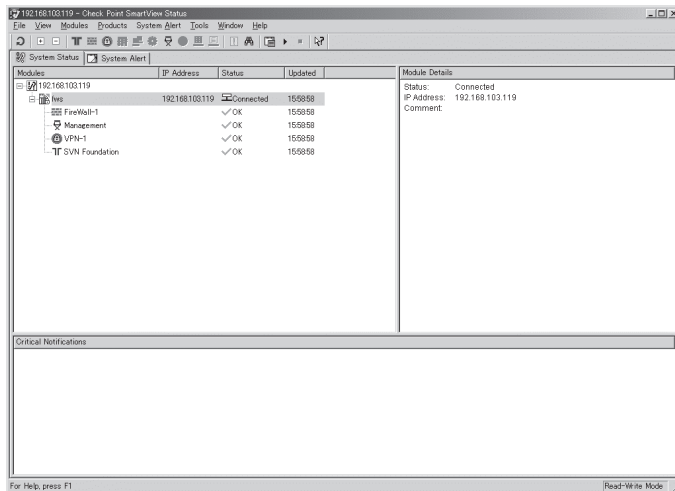 192.168.103.119 - Check Point SmartView Status
File View Modules Products System Alert Tools Window Help
System Status System Alert
Modules IP Address Status Updated
192.168.103.119
lws 192.168.103.119 Connected 15:58:58
FireWall-1 OK 15:58:58
Management OK 15:58:58
VPN-1 OK 15:58:58
SVN Foundation OK 15:58:58
Module Details
Status: Connected
IP Address: 192.168.103.119
Comment:
Critical Notifications
For Help, press F1
Read-Write Mode